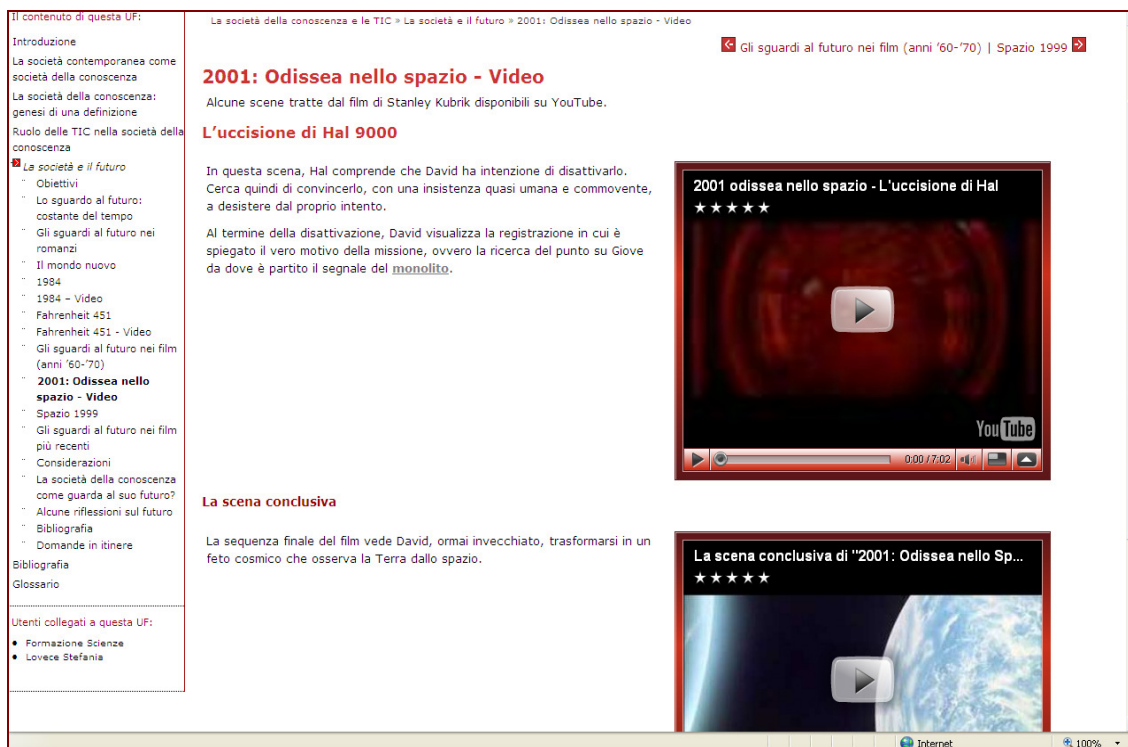 Il contenuto di questa UF:
Introduzione
La società contemporanea come
società della conoscenza
La società della conoscenza:
genesi di una definizione
Ruolo delle TIC nella società della
conoscenza
La società e il futuro
Obiettivi
Lo sguardo al futuro:
costante del tempo
Gli sguardi al futuro nei
romanzi
Il mondo nuovo
1984
1984 – Video
Fahrenheit 451
Fahrenheit 451 - Video
Gli sguardi al futuro nei film
(anni '60-'70)
2001: Odissea nello
spazio - Video
Spazio 1999
Gli sguardi al futuro nei film
più recenti
Considerazioni
La società della conoscenza
come guarda al suo futuro?
Alcune riflessioni sul futuro
Bibliografia
Domande in itinere
Bibliografia
Glossario
Utenti collegati a questa UF:
Formazione Scienze
Lovece Stefania
La società della conoscenza e le TIC » La società e il futuro » 2001: Odissea nello spazio - Video
Gli sguardi al futuro nei film (anni '60-'70) | Spazio 1999
2001: Odissea nello spazio - Video
Alcune scene tratte dal film di Stanley Kubrik disponibili su YouTube.
L'uccisione di Hal 9000
In questa scena, Hal comprende che David ha intenzione di disattivarlo.
Cerca quindi di convincerlo, con una insistenza quasi umana e commovente,
a desistere dal proprio intento.
Al termine della disattivazione, David visualizza la registrazione in cui è
spiegato il vero motivo della missione, ovvero la ricerca del punto su Giove
da dove è partito il segnale del monolito.
2001 odissea nello spazio - L'uccisione di Hal
YouTube
0:00 / 7:02
La scena conclusiva
La sequenza finale del film vede David, ormai invecchiato, trasformarsi in un
feto cosmico che osserva la Terra dallo spazio.
La scena conclusiva di "2001: Odissea nello Sp...
Internet
100%